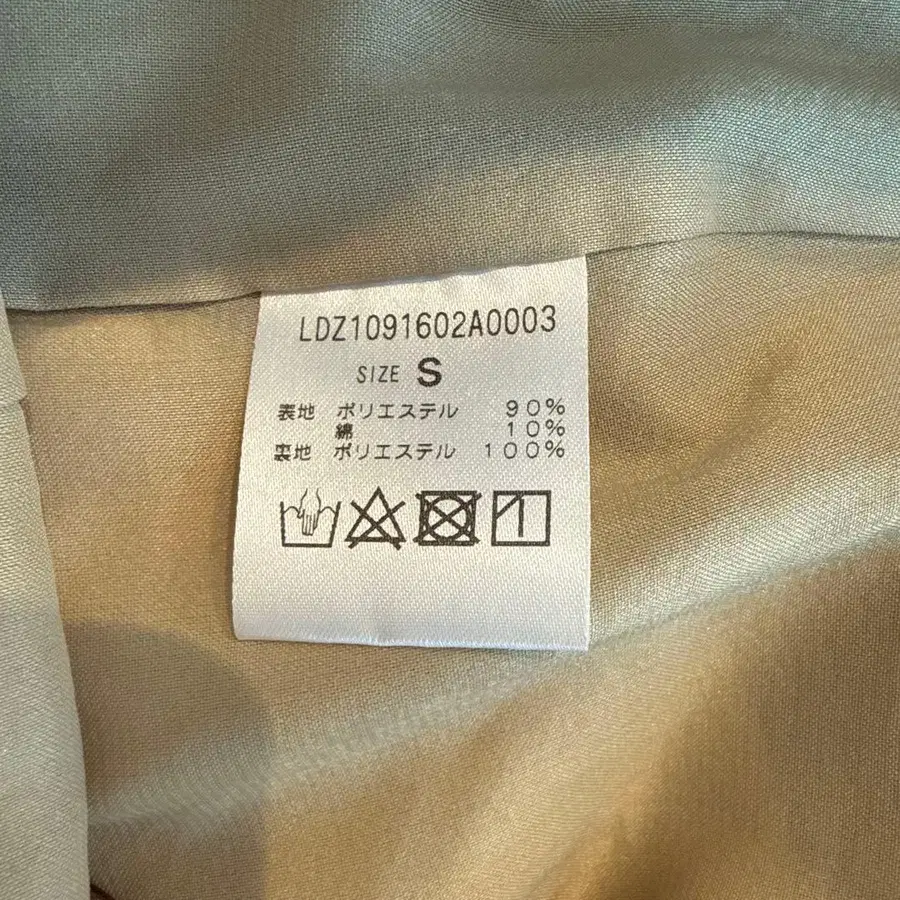 LDZ1091602A0003
SIZE S
表地 ポリエステル 90%
綿 10%
裏地 ポリエステル 100%